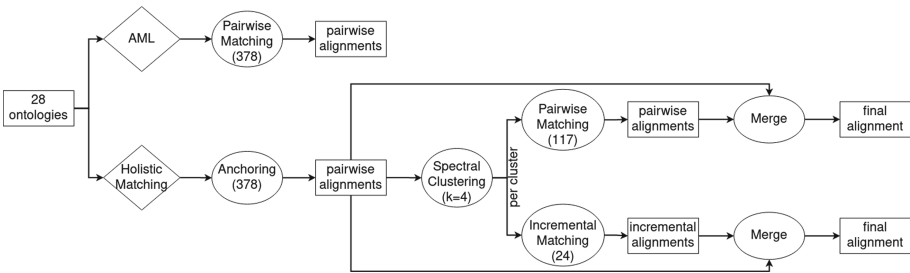 28
ontologies
AML
Pairwise
Matching
(378)
pairwise
alignments
Holistic
Matching
Anchoring
(378)
pairwise
alignments
Spectral
Clustering
(k=4)
per cluster
Pairwise
Matching
(117)
pairwise
alignments
Merge
final
alignment
Incremental
Matching
(24)
incremental
alignments
Merge
final
alignment